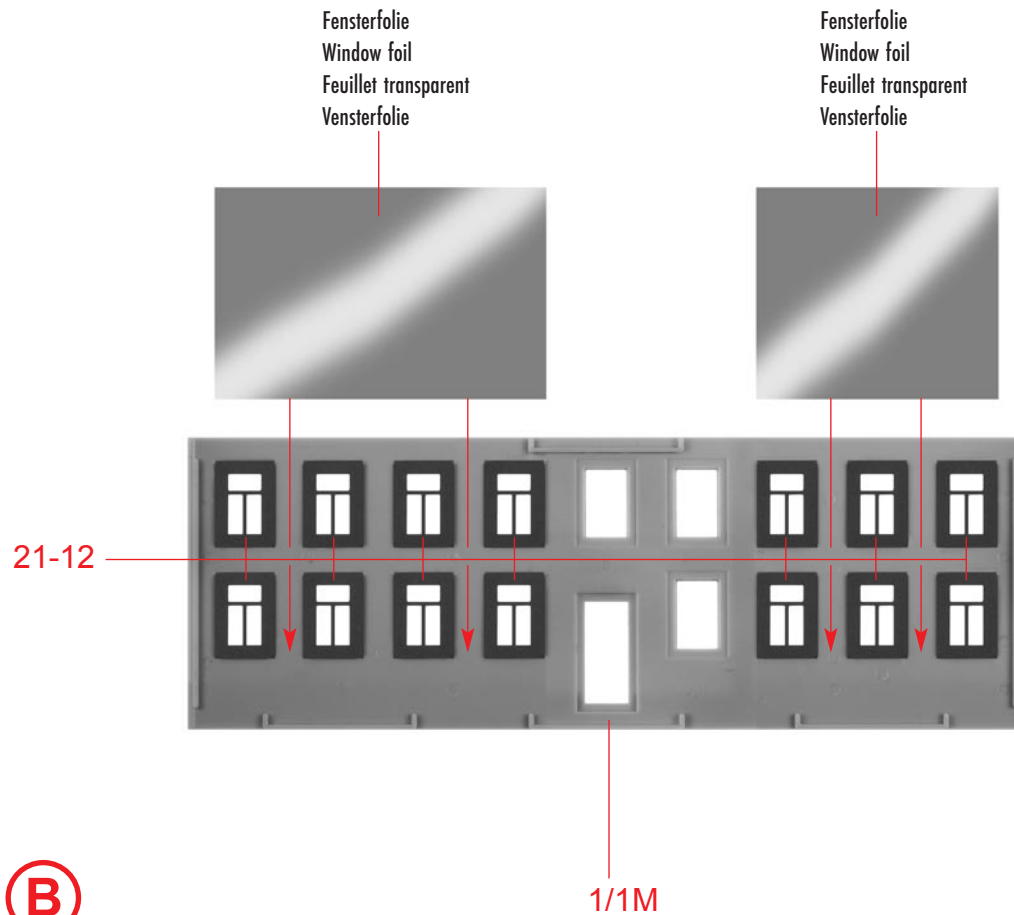 Fensterfolie
Window foil
Feuillet transparent
Vensterfolie
Fensterfolie
Window foil
Feuillet transparent
Vensterfolie
21-12
1/1M
B